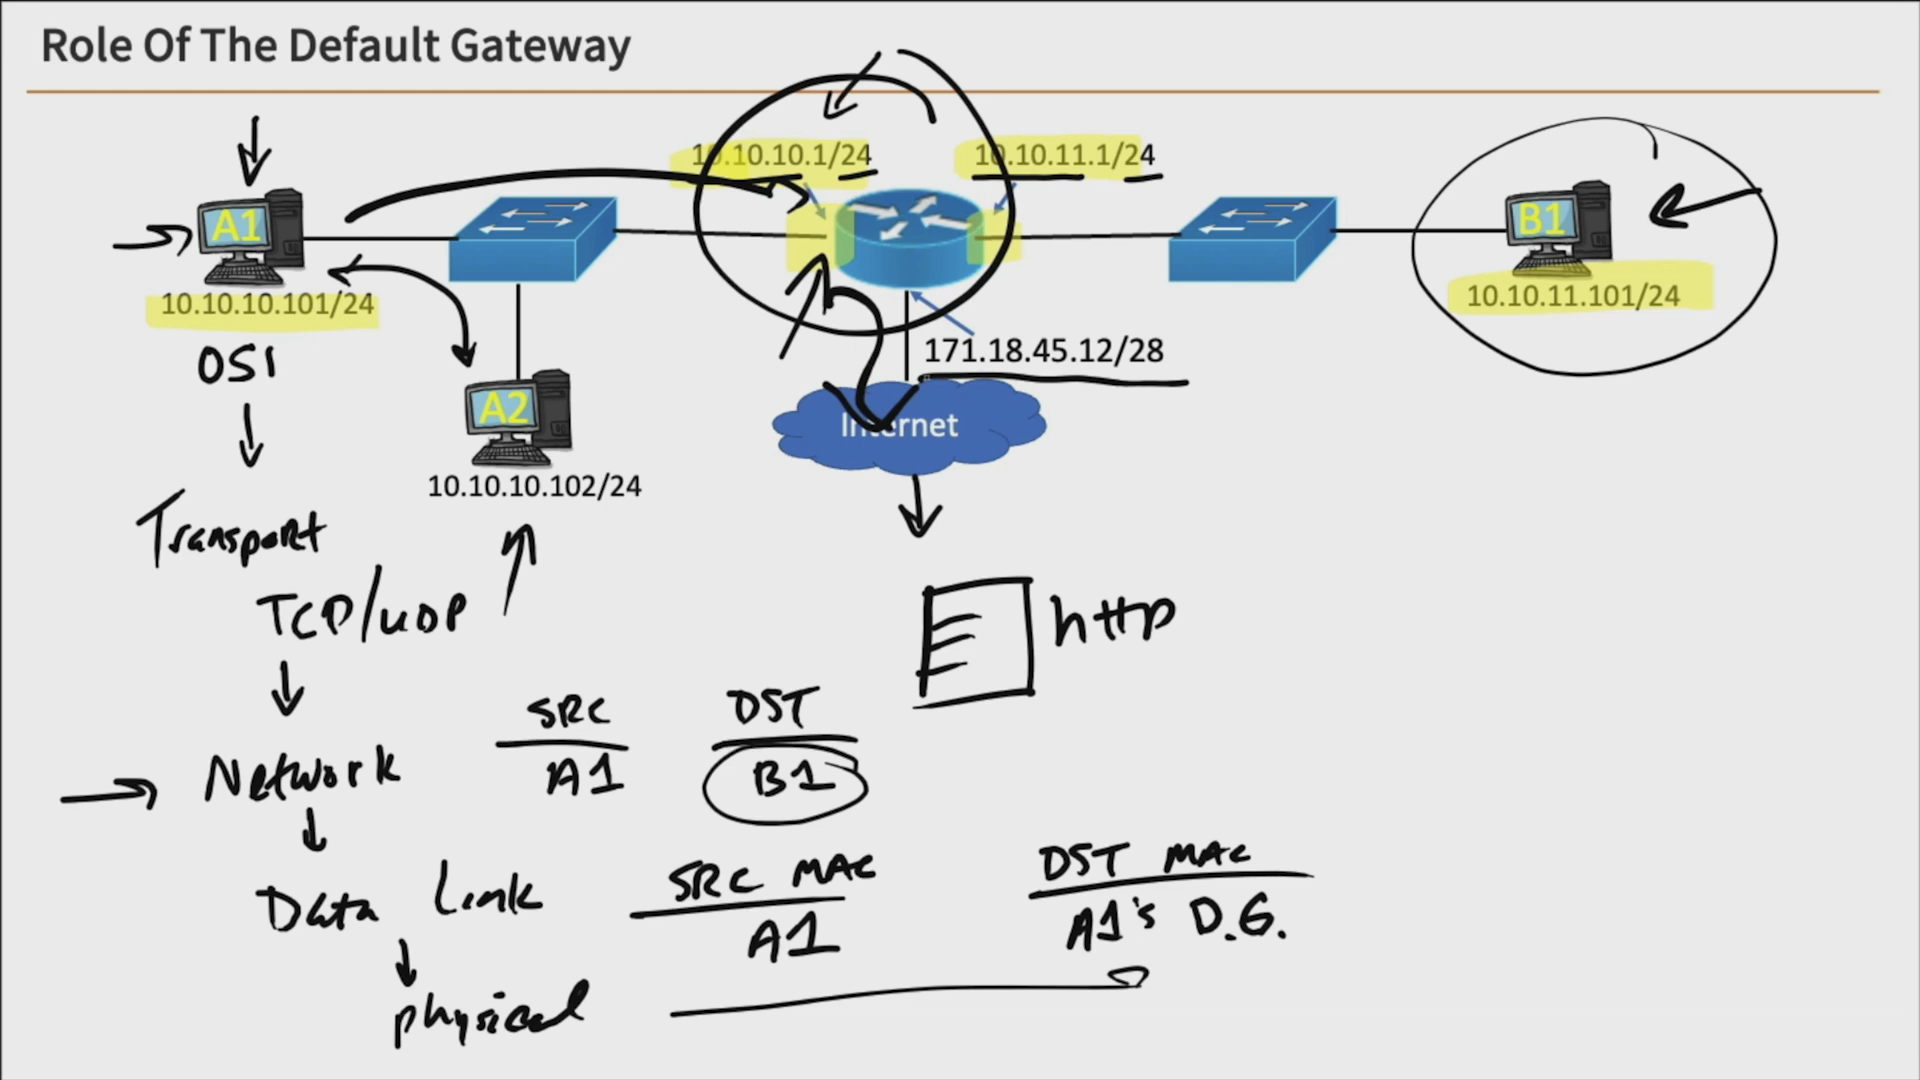 Role Of The Default Gateway
10.10.10.1/24
10.10.11.1/24
A1
B1
10.10.10.101/24
10.10.11.101/24
171.18.45.12/28
OSI
A2
Internet
10.10.10.102/24
Transport
TCP/UDP
http
SRC DST
Network A1 B1
SRC MAC DST MAC
Data Link A1 A1's D.G.
physical